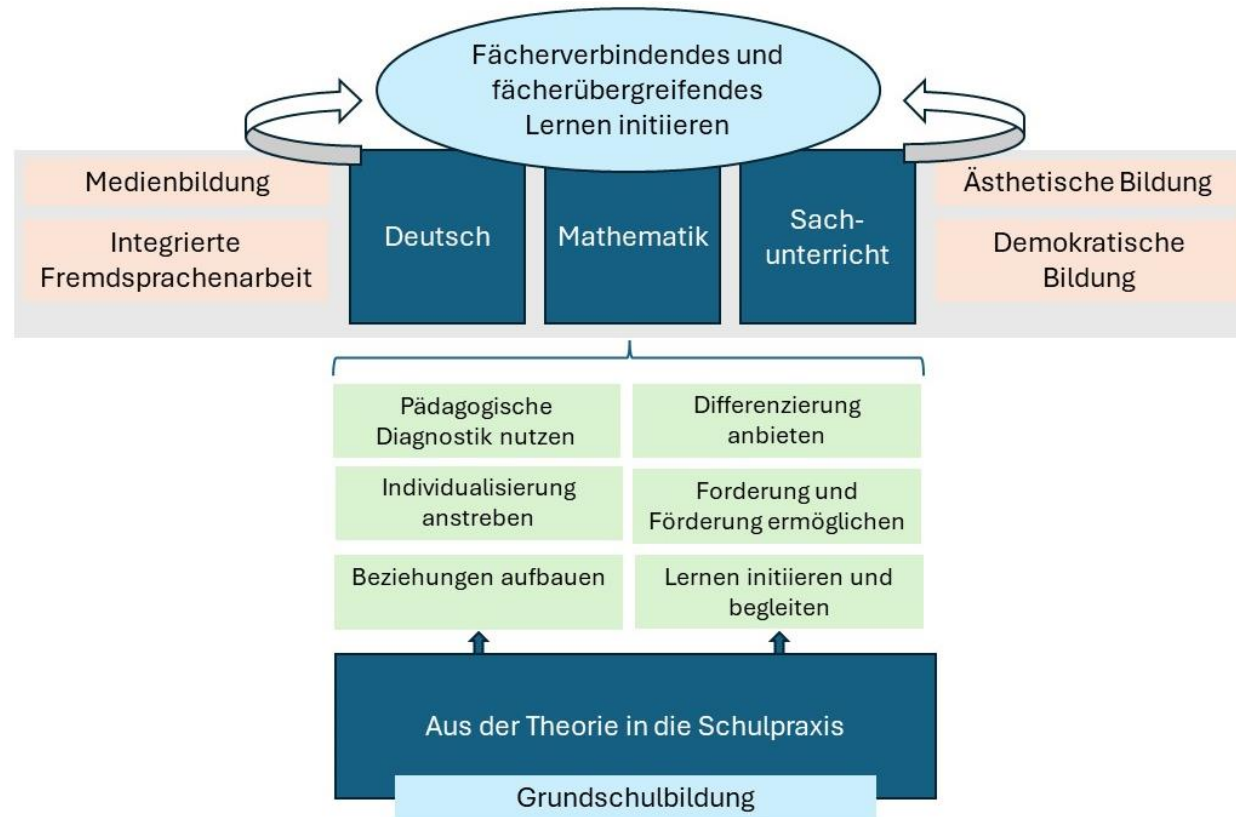 Fächerverbindendes und
fächerübergreifendes
Lernen initiieren
Medienbildung
Integrierte
Fremdsprachenarbeit
Deutsch
Mathematik
Sach-
unterricht
Ästhetische Bildung
Demokratische
Bildung
Pädagogische
Diagnostik nutzen
Differenzierung
anbieten
Individualisierung
anstreben
Forderung und
Förderung ermöglichen
Beziehungen aufbauen
Lernen initiieren und
begleiten
Aus der Theorie in die Schulpraxis
Grundschulbildung